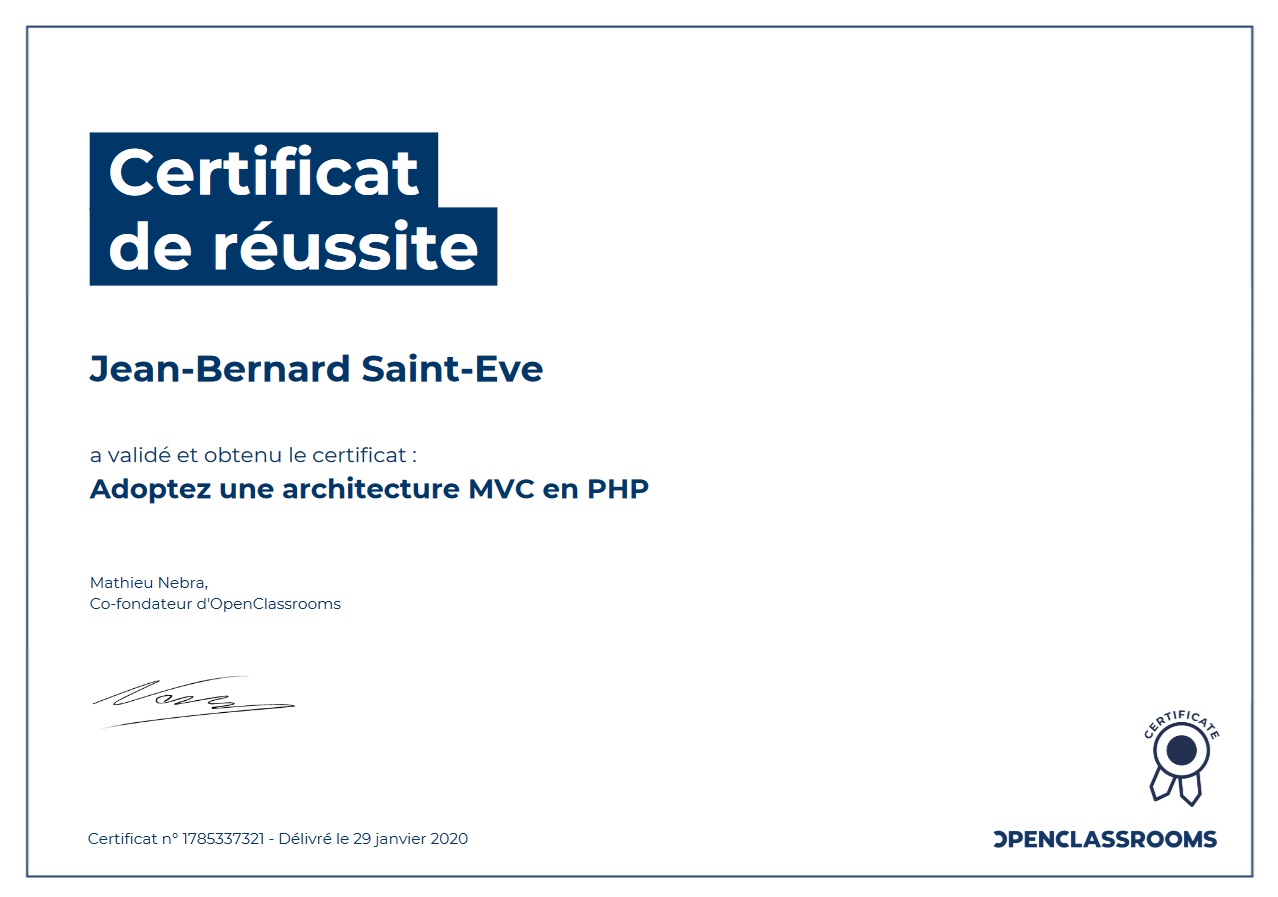 Certificat
de réussite
Jean-Bernard Saint-Eve
a validé et obtenu le certificat :
Adoptez une architecture MVC en PHP
Mathieu Nebra,
Co-fondateur d'OpenClassrooms
CERTIFICATE
Certificat n° 1785337321 - Délivré le 29 janvier 2020
OPENCLASSROOMS